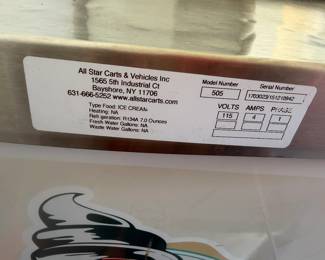 All Star Carts & Vehicles Inc
1565 5th Industrial Ct
Bayshore, NY 11706
631-666-5252 www.allstarcarts.com
Type Food: ICE CREAM
Heating: NA
Refrigeration: R134A 7.0 Ounces
Fresh Water Gallons: NA
Waste Water Gallons: NA
Model Number Serial Number
505
VOLTS AMPS PHASE
115 4 1